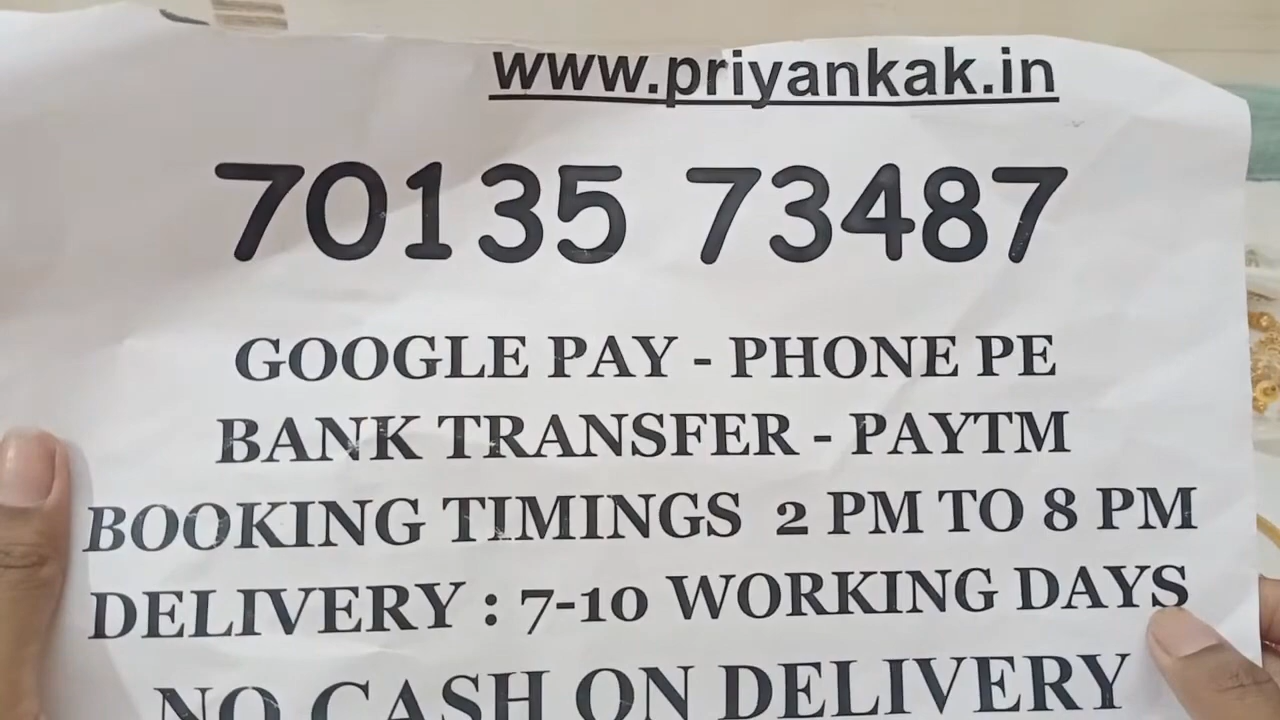 www.priyankak.in
70135 73487
GOOGLE PAY - PHONE PE
BANK TRANSFER - PAYTM
BOOKING TIMINGS 2 PM TO 8 PM
DELIVERY : 7-10 WORKING DAYS
NO CASH ON DELIVERY